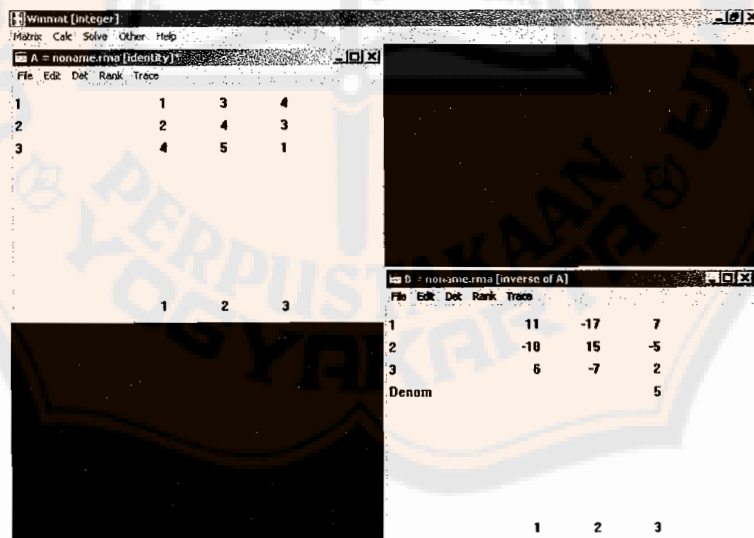 Winmat [integer]
Matrix Calc Solve Other Help
A = noname.rma [identity]*
File Edit Det Rank Trace
1 1 3 4
2 2 4 3
3 4 5 1
1 2 3
B = noname.rma [inverse of A]
File Edit Det Rank Trace
1 11 -17 7
2 -10 15 -5
3 6 -7 2
Denom 5
1 2 3
PERPUSTAKAAN
YOGYAKARTA